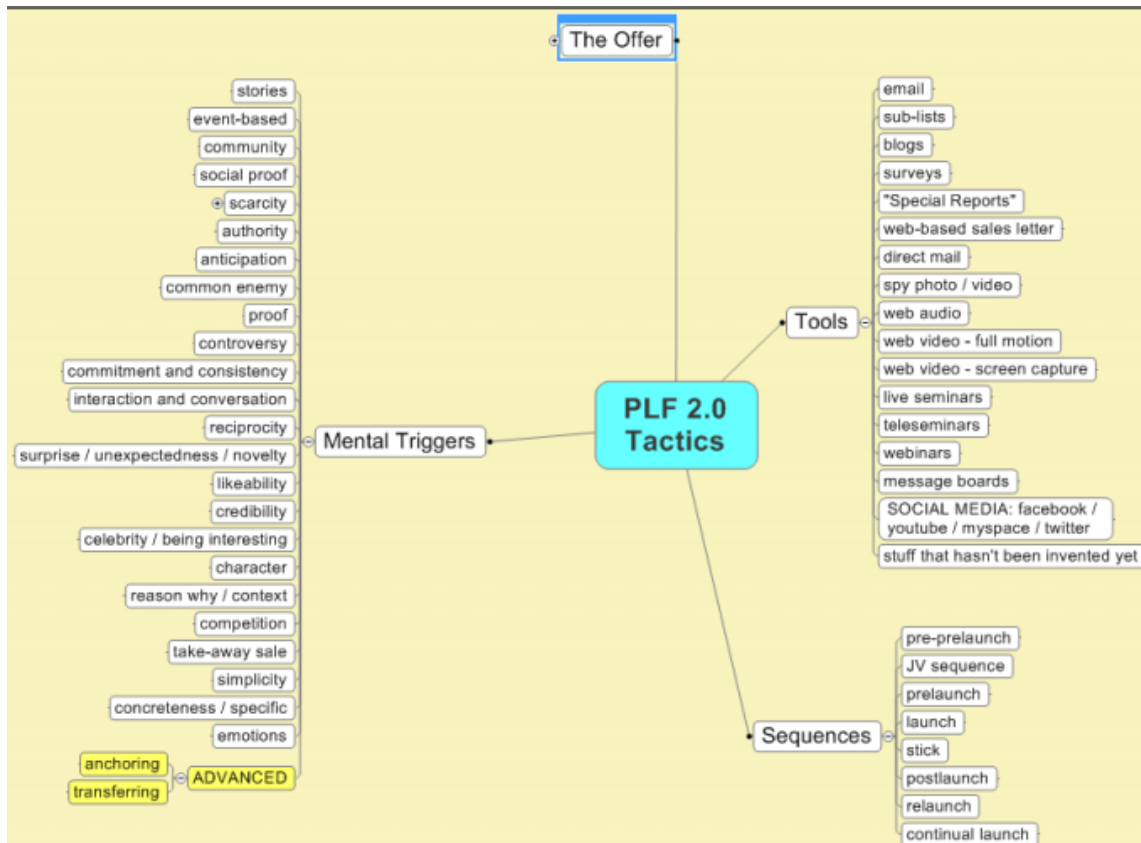 The Offer
stories
event-based
community
social proof
scarcity
authority
anticipation
common enemy
proof
controversy
commitment and consistency
interaction and conversation
reciprocity
surprise / unexpectedness / novelty
likeability
credibility
celebrity / being interesting
character
reason why / context
competition
take-away sale
simplicity
concreteness / specific
emotions
anchoring
transferring
ADVANCED
Mental Triggers
PLF 2.0
Tactics
Tools
email
sub-lists
blogs
surveys
"Special Reports"
web-based sales letter
direct mail
spy photo / video
web audio
web video - full motion
web video - screen capture
live seminars
teleseminars
webinars
message boards
SOCIAL MEDIA: facebook /
youtube / myspace / twitter
stuff that hasn't been invented yet
Sequences
pre-prelaunch
JV sequence
prelaunch
launch
stick
postlaunch
relaunch
continual launch